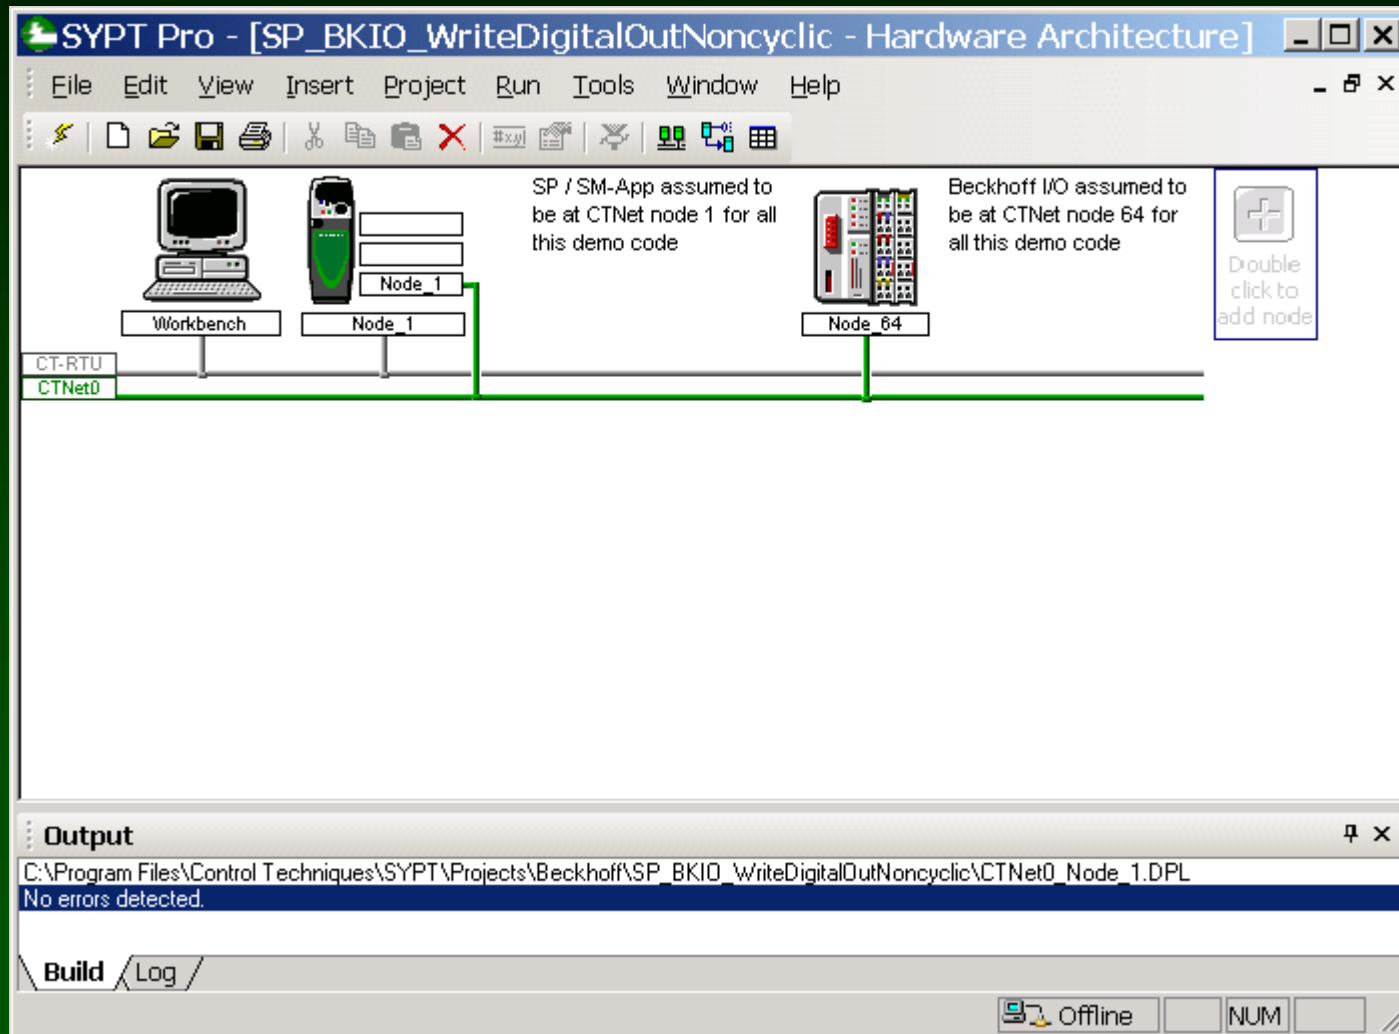 SYPT Pro - [SP_BKIO_WriteDigitalOutNoncyclic - Hardware Architecture]
File Edit View Insert Project Run Tools Window Help
#xyl
SP / SM-App assumed to
be at CTNet node 1 for all
this demo code
Beckhoff I/O assumed to
be at CTNet node 64 for
all this demo code
Double
click to
add node
Node_1
Workbench
Node_1
Node_64
CT-RTU
CTNet0
Output
C:\Program Files\Control Techniques\SYPT\Projects\Beckhoff\SP_BKIO_WriteDigitalOutNoncyclic\CTNet0_Node_1.DPL
No errors detected.
Build Log
Offline NUM